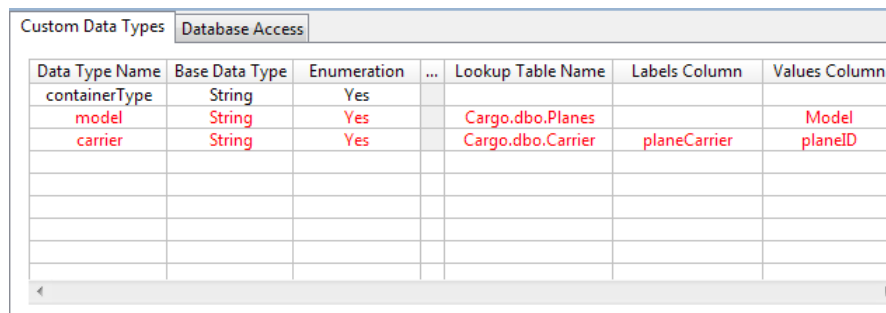 Custom Data Types Database Access
Data Type Name Base Data Type Enumeration ... Lookup Table Name Labels Column Values Column
containerType String Yes
model String Yes Cargo.dbo.Planes Model
carrier String Yes Cargo.dbo.Carrier planeCarrier planeID